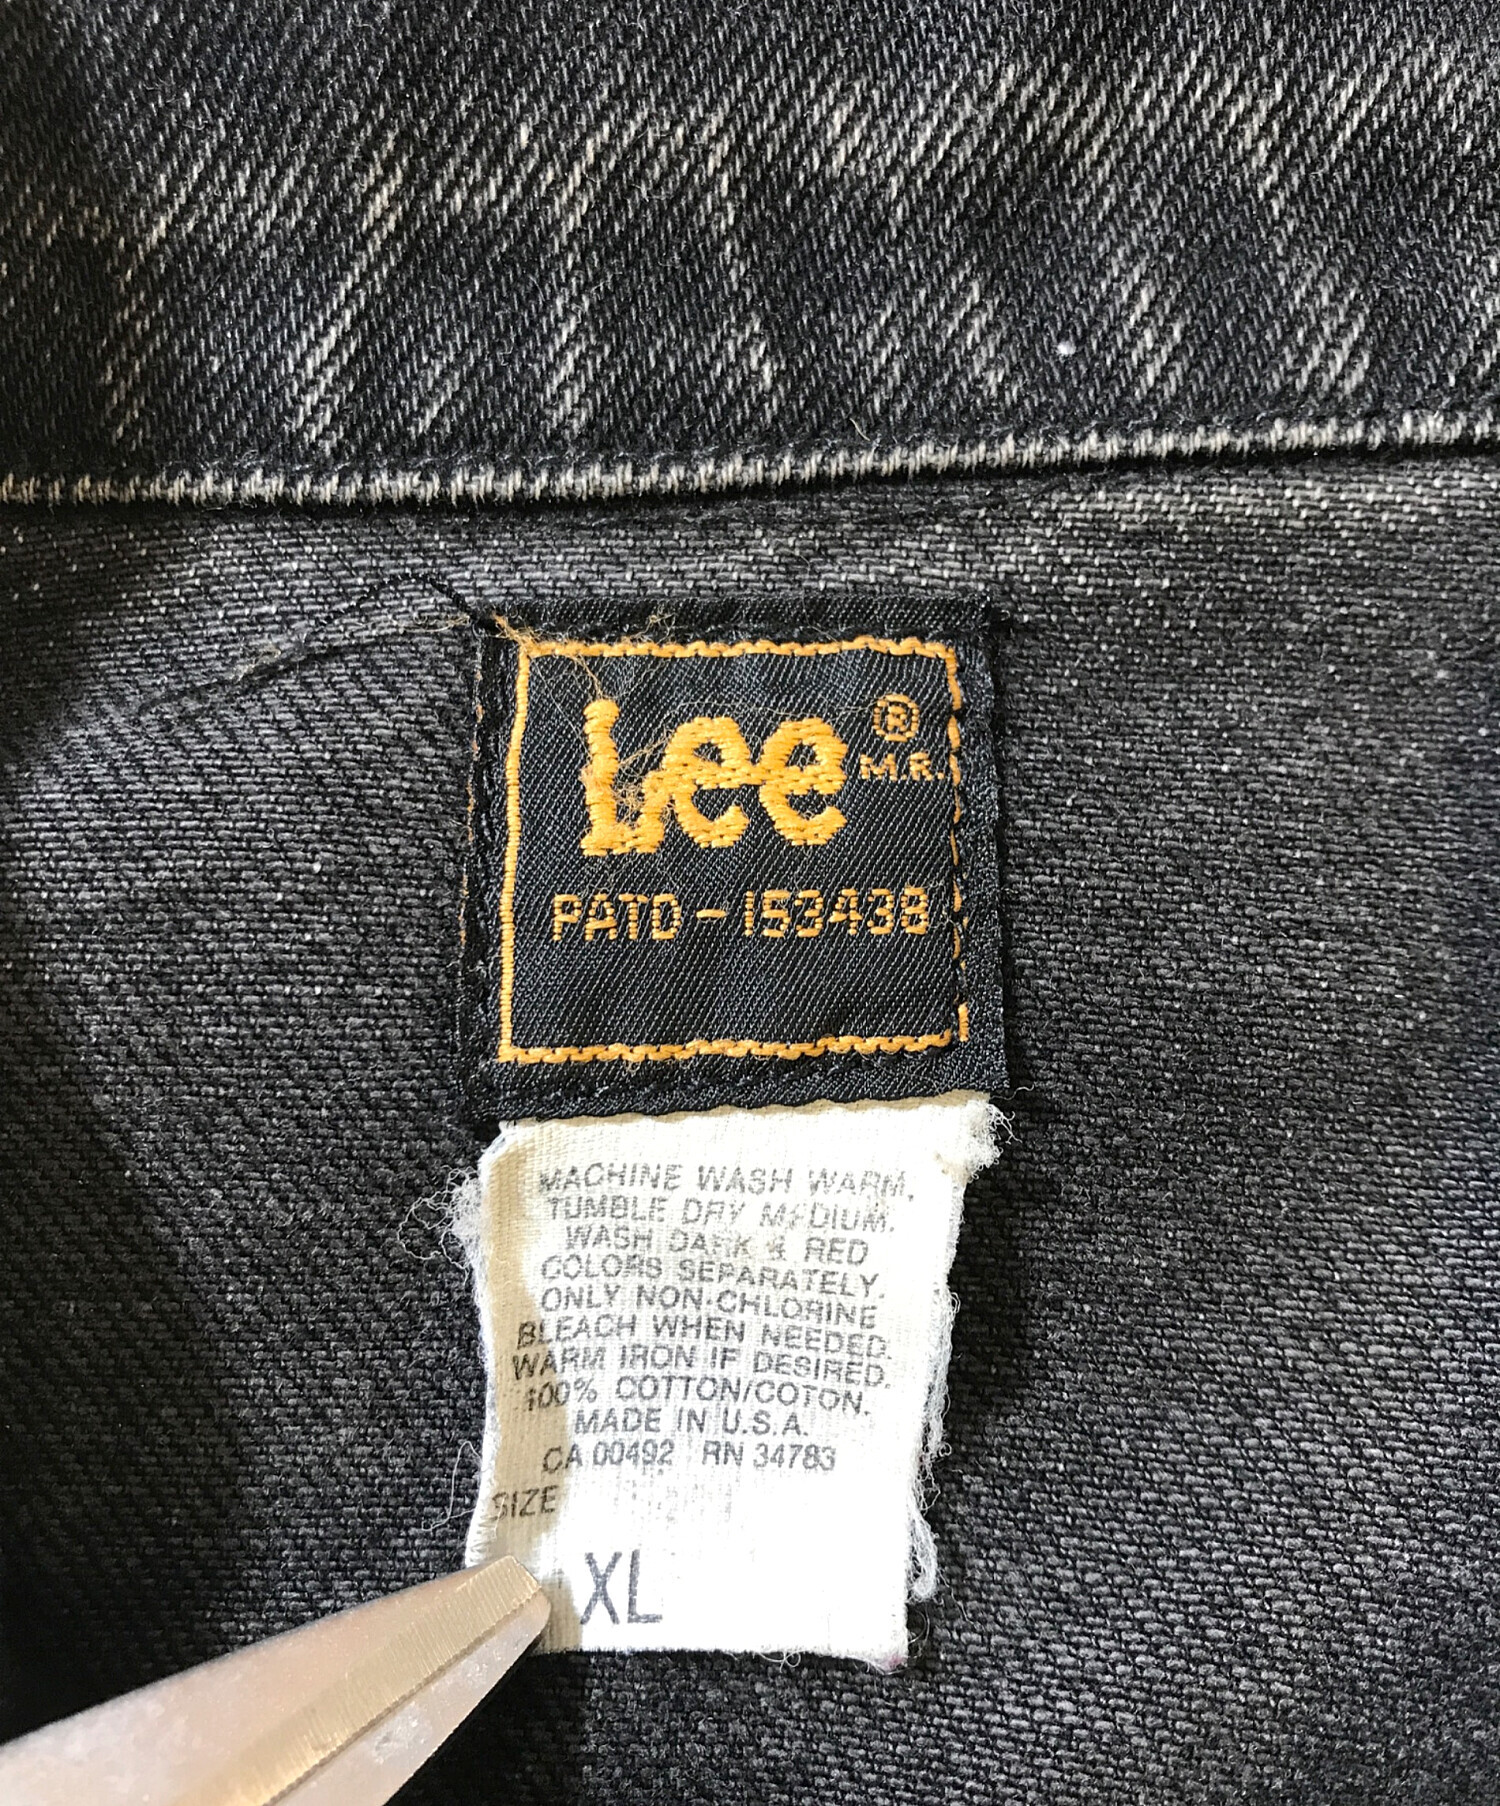 Lee ®
M.R.
PATD-153438
MACHINE WASH WARM.
TUMBLE DRY MEDIUM.
WASH DARK & RED
COLORS SEPARATELY.
ONLY NON-CHLORINE
BLEACH WHEN NEEDED.
WARM IRON IF DESIRED.
100% COTTON/COTON.
MADE IN U.S.A.
CA 00492 RN 34783
SIZE
XL